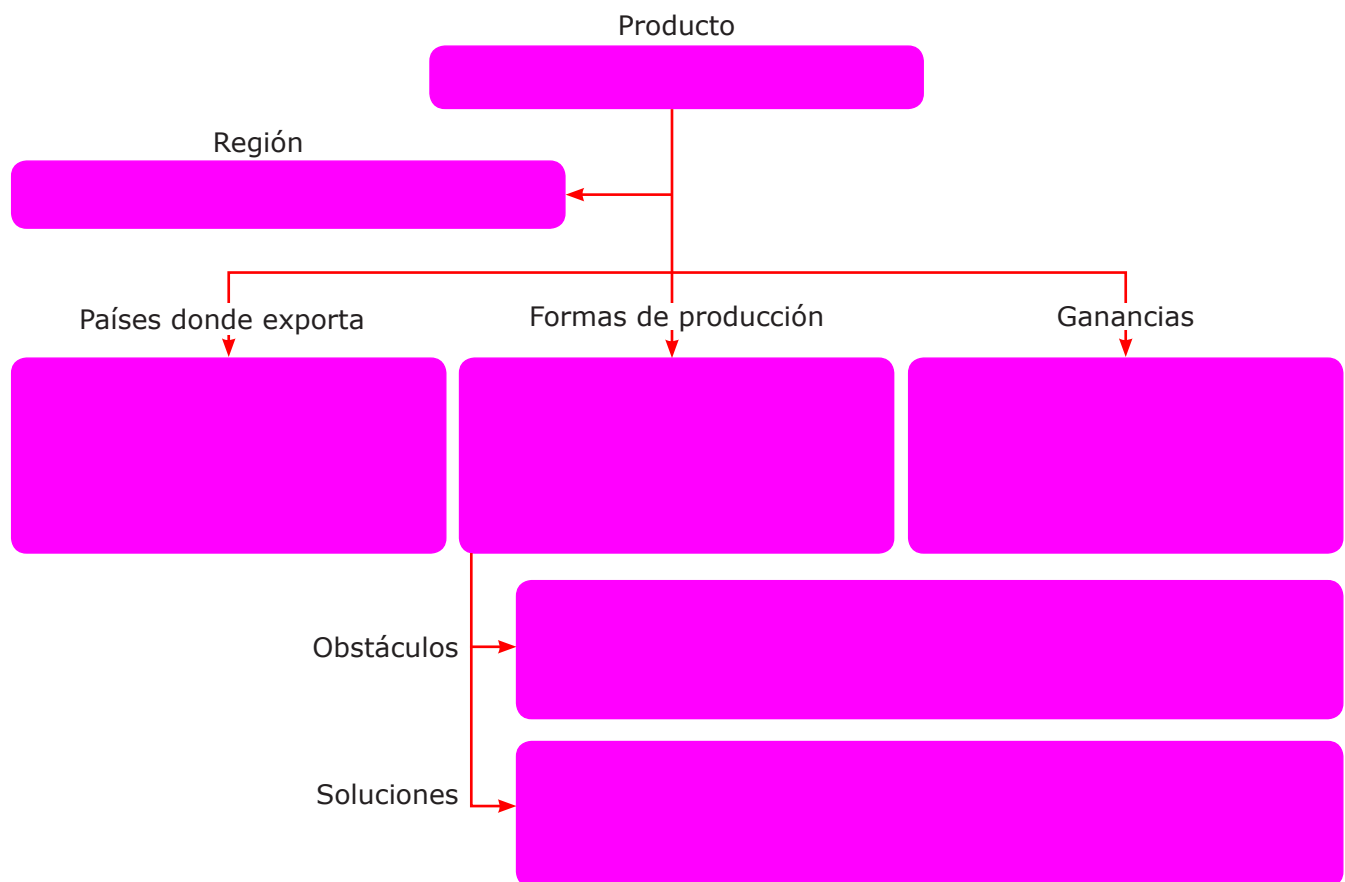 Producto
Región
Países donde exporta
Formas de producción
Ganancias
Obstáculos
Soluciones